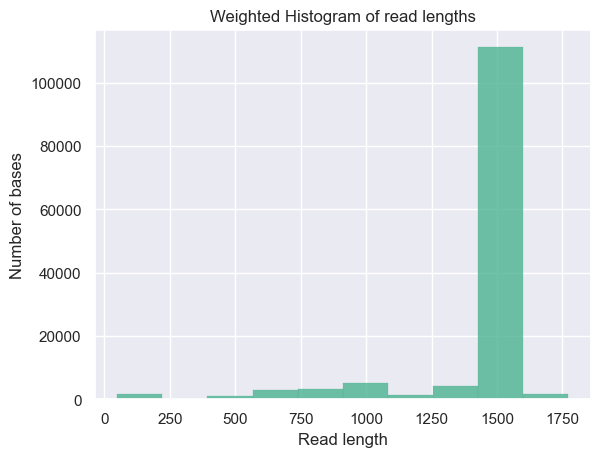 Weighted Histogram of read lengths
Number of bases
100000
80000
60000
40000
20000
0
0 250 500 750 1000 1250 1500 1750
Read length